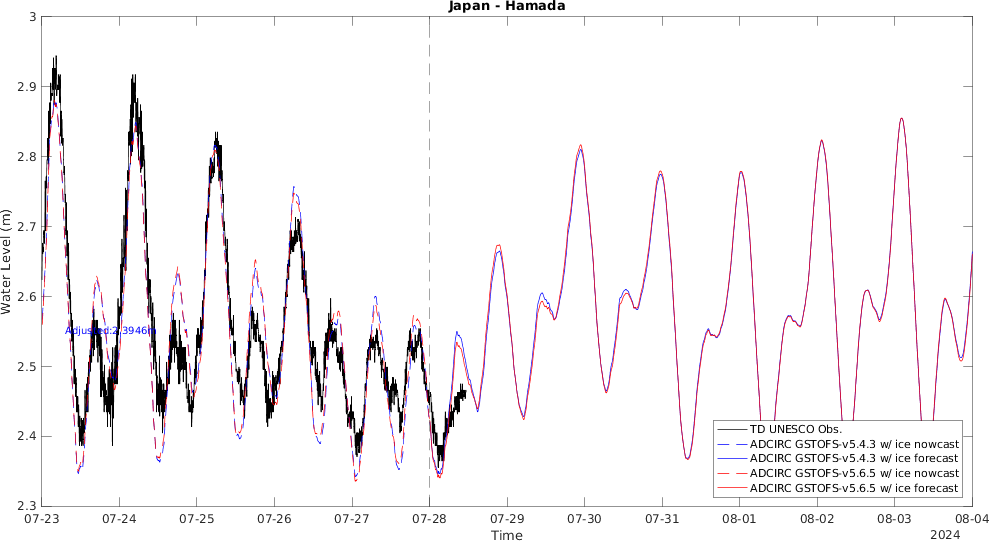 Japan - Hamada
Water Level (m)
3
2.9
2.8
2.7
2.6
2.5
2.4
2.3
Adjusted:2.3946m
TD UNESCO Obs.
ADCIRC GSTOFS-v5.4.3 w/ ice nowcast
ADCIRC GSTOFS-v5.4.3 w/ ice forecast
ADCIRC GSTOFS-v5.6.5 w/ ice nowcast
ADCIRC GSTOFS-v5.6.5 w/ ice forecast
07-23 07-24 07-25 07-26 07-27 07-28 07-29 07-30 07-31 08-01 08-02 08-03 08-04
Time
2024